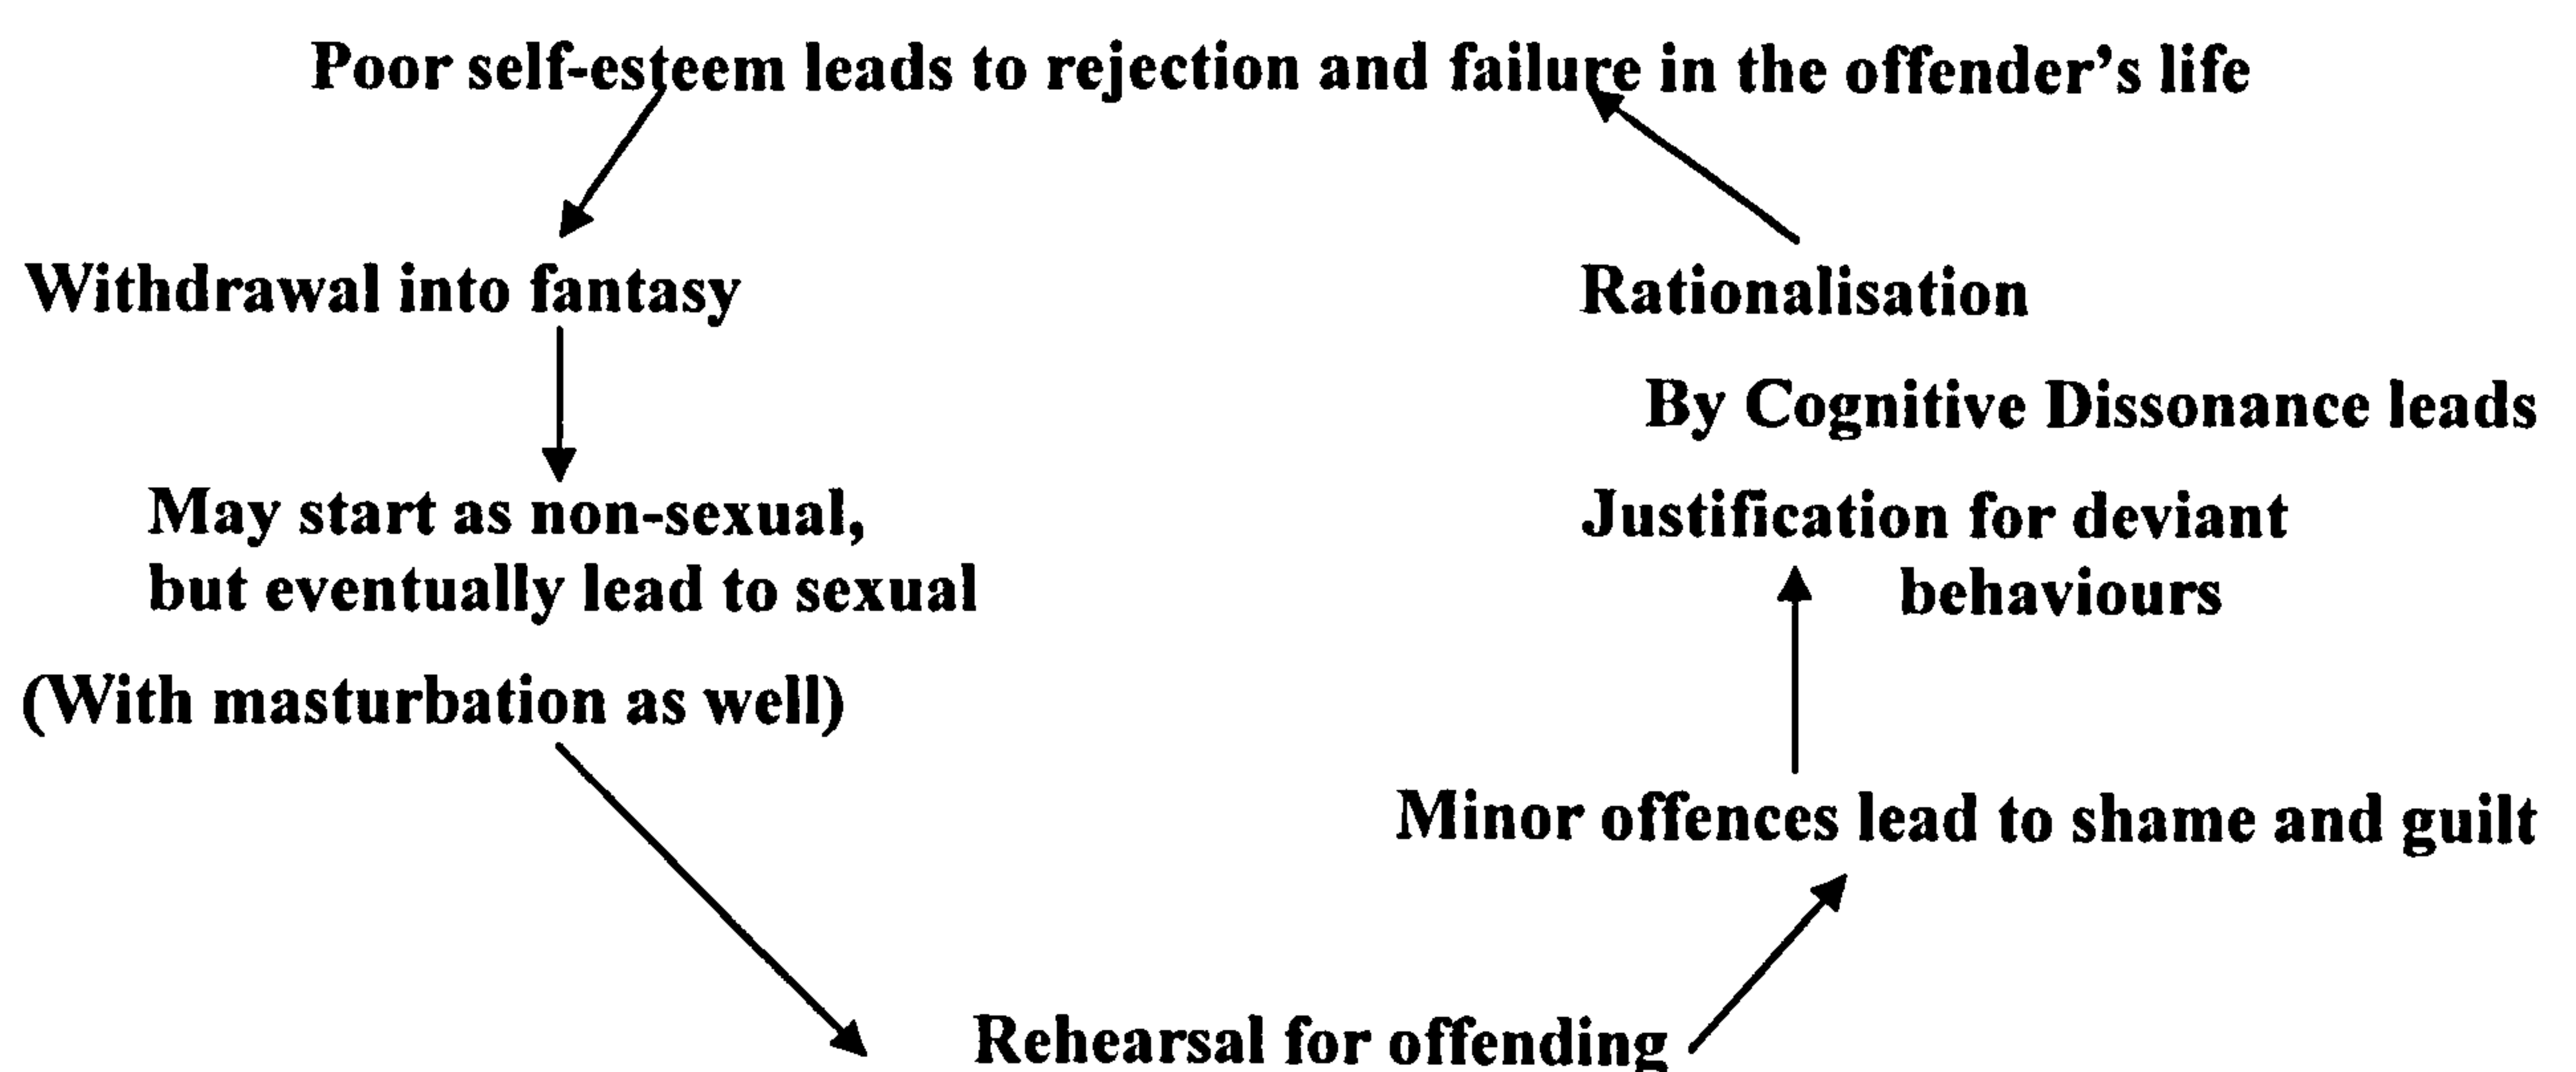 Poor self-esteem leads to rejection and failure in the offender's life
Withdrawal into fantasy
Rationalisation
By Cognitive Dissonance leads
May start as non-sexual,
but eventually lead to sexual
Justification for deviant
behaviours
(With masturbation as well)
Minor offences lead to shame and guilt
Rehearsal for offending